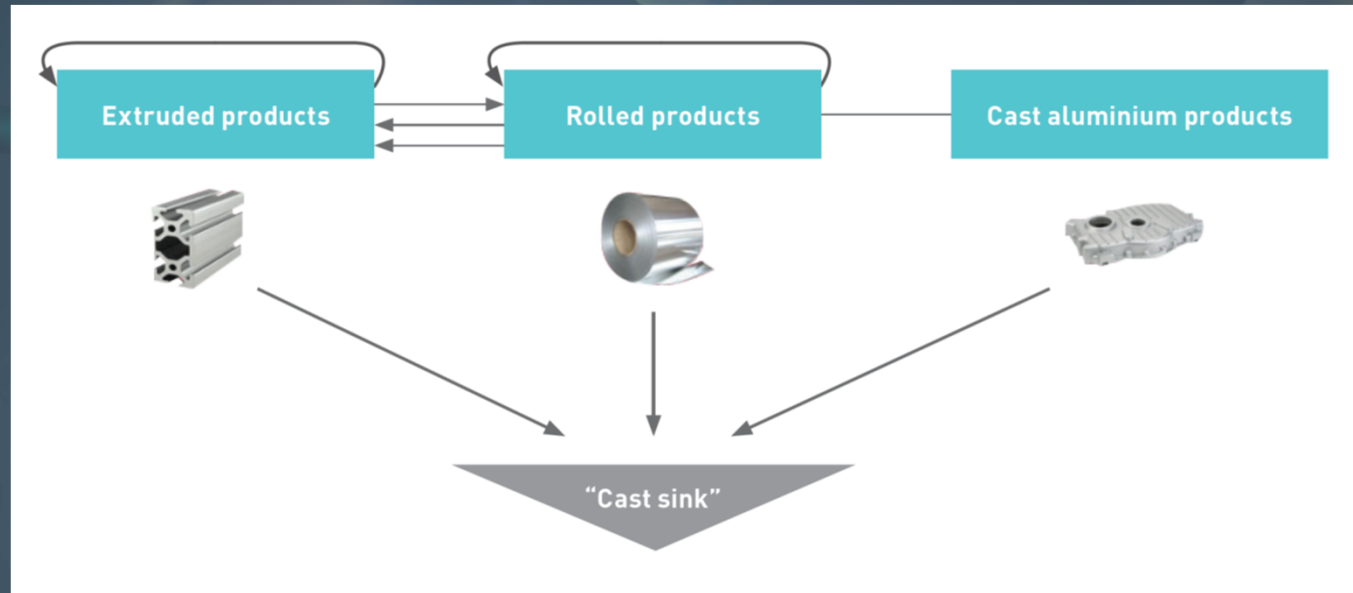 Extruded products
Rolled products
Cast aluminium products
“Cast sink”